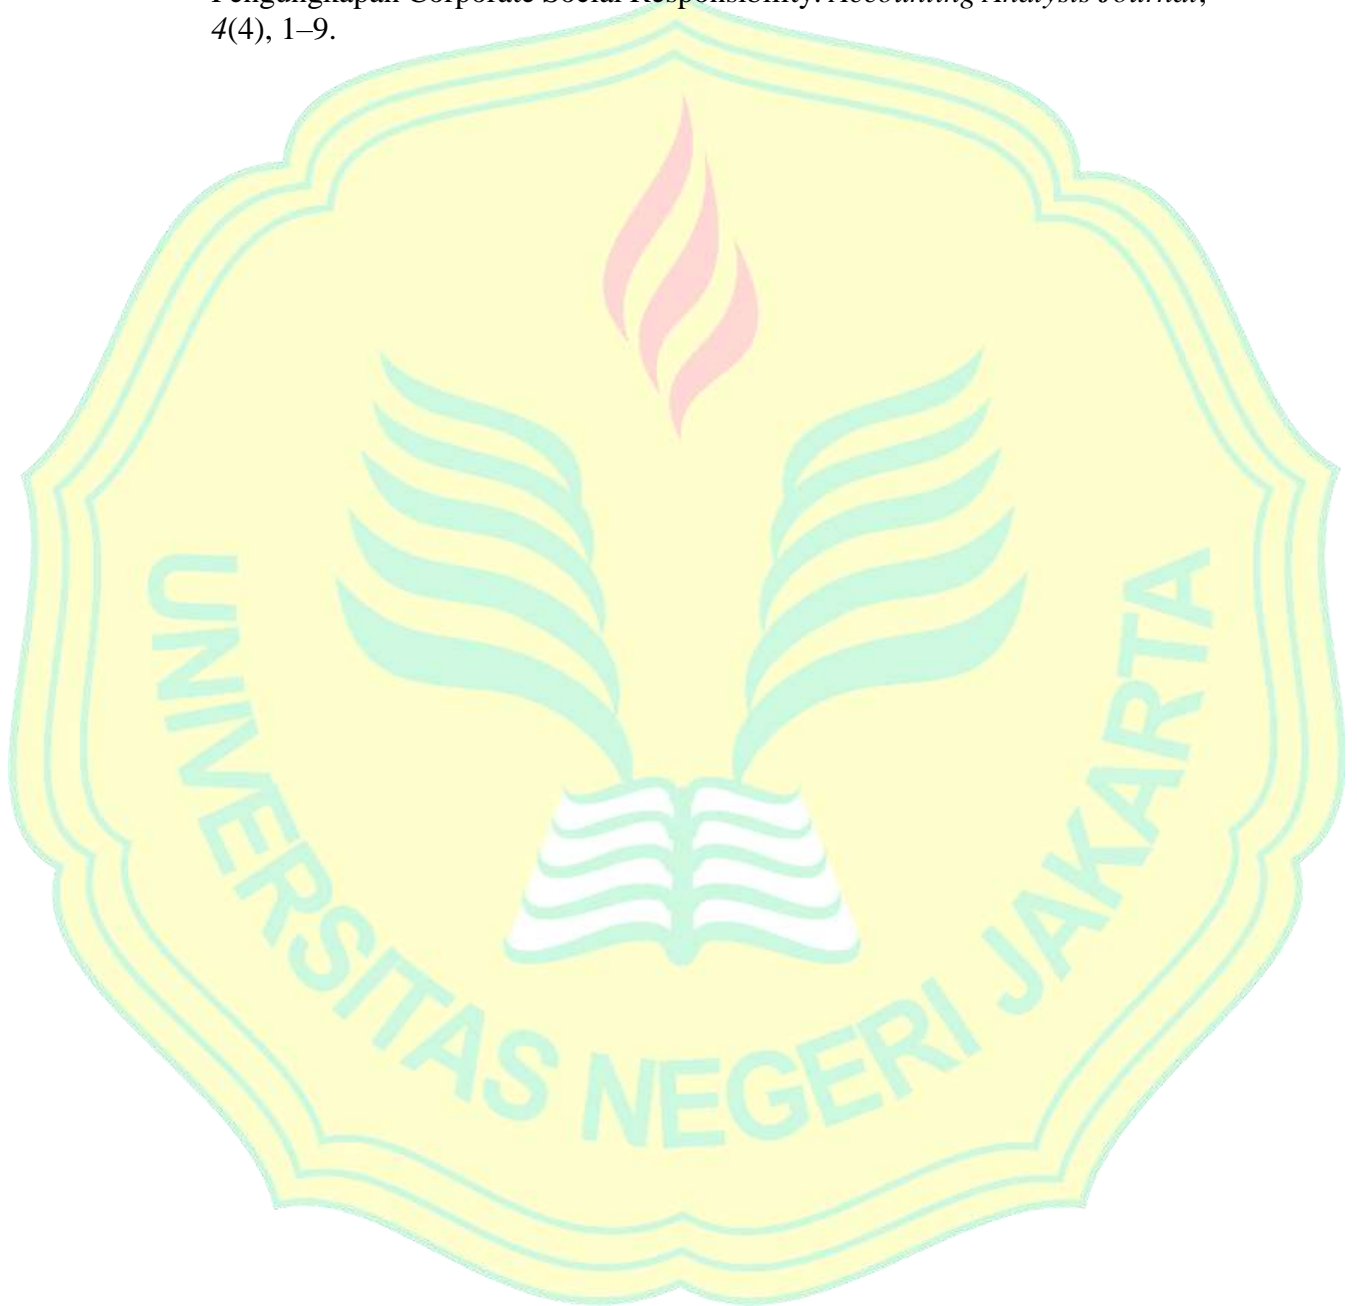 Pengungkapan Corporate Social Responsibility. Accounting Analysis Journal,
4(4), 1–9.
UNIVERSITAS NEGERI JAKARTA